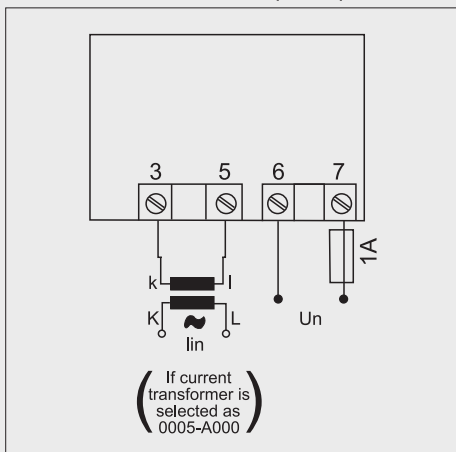 3 5 6 7
1A
k l
K L
Un
Iin
( If current
transformer is
selected as
0005-A000 )